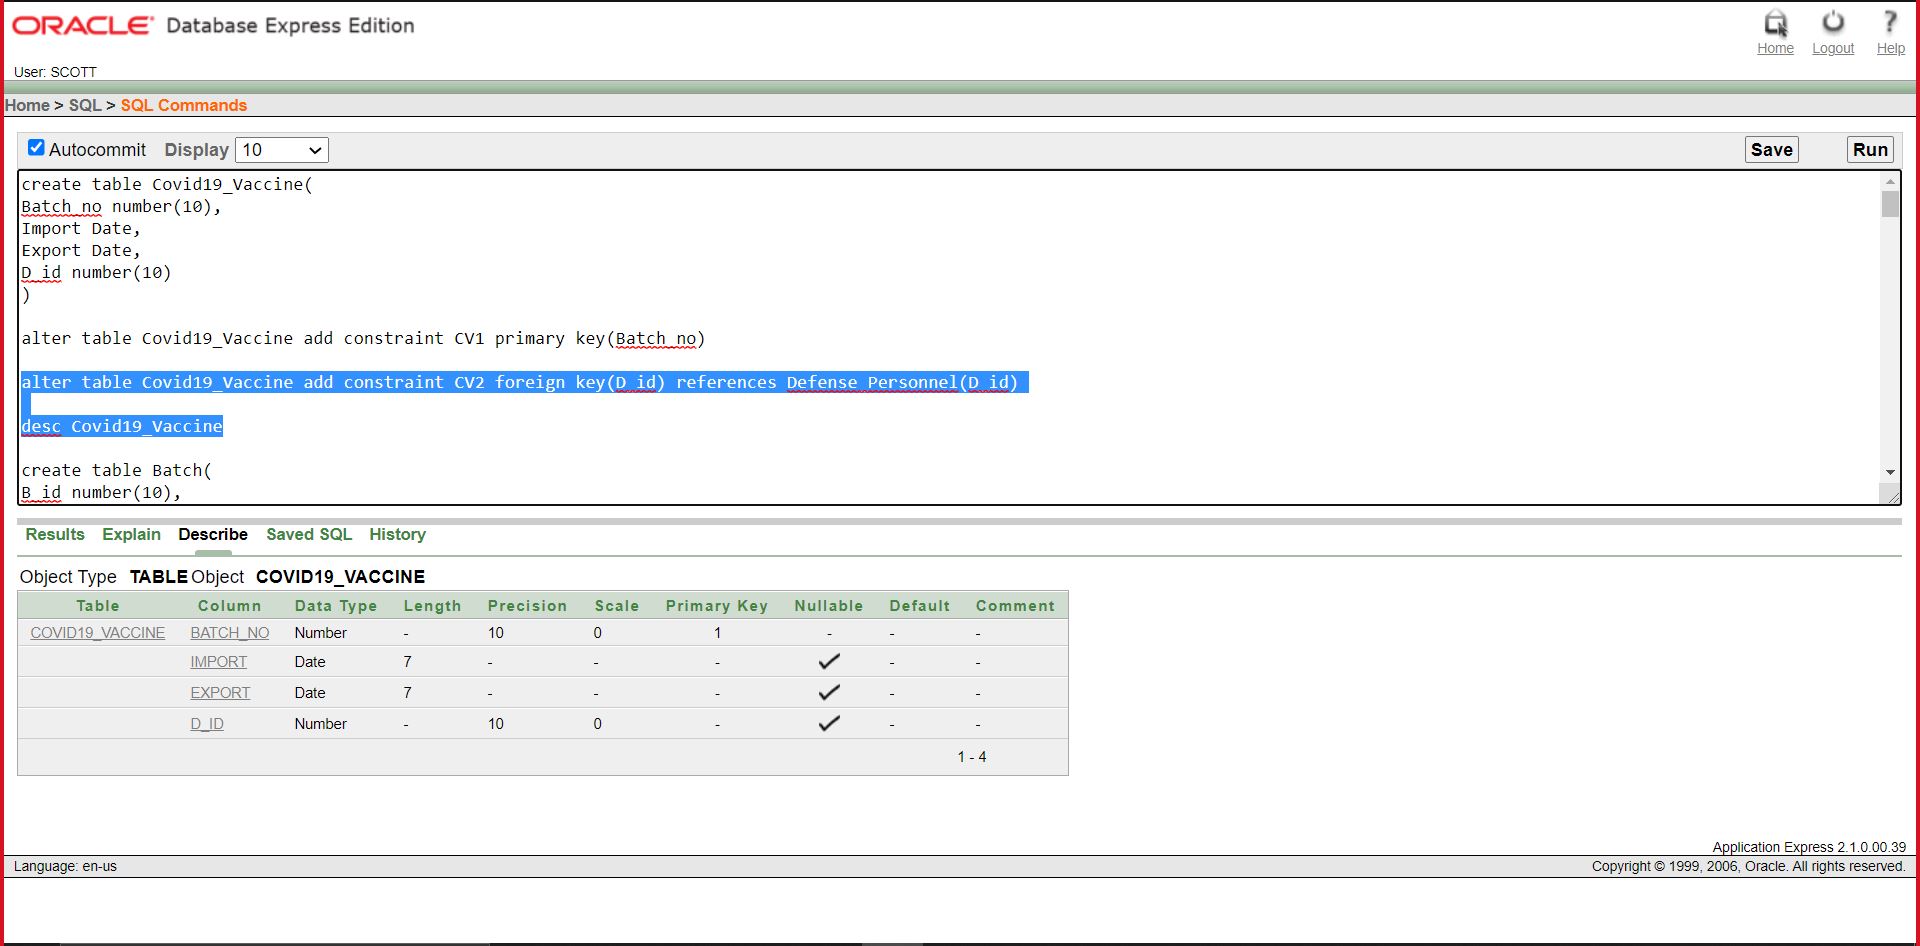 ORACLE Database Express Edition
Home Logout Help
User: SCOTT
Home > SQL > SQL Commands
Autocommit Display 10 Save Run
create table Covid19_Vaccine(
Batch_no number(10),
Import Date,
Export Date,
D_id number(10)
)
alter table Covid19_Vaccine add constraint CV1 primary key(Batch_no)
alter table Covid19_Vaccine add constraint CV2 foreign key(D_id) references Defense_Personnel(D_id)
desc Covid19_Vaccine
create table Batch(
B_id number(10),
Results Explain Describe Saved SQL History
Object Type TABLE Object COVID19_VACCINE
Table Column Data Type Length Precision Scale Primary Key Nullable Default Comment
COVID19_VACCINE BATCH_NO Number - 10 0 1 - - -
IMPORT Date 7 - - - ✓ - -
EXPORT Date 7 - - - ✓ - -
D_ID Number - 10 0 - ✓ - -
1 - 4
Application Express 2.1.0.00.39
Language: en-us Copyright © 1999, 2006, Oracle. All rights reserved.